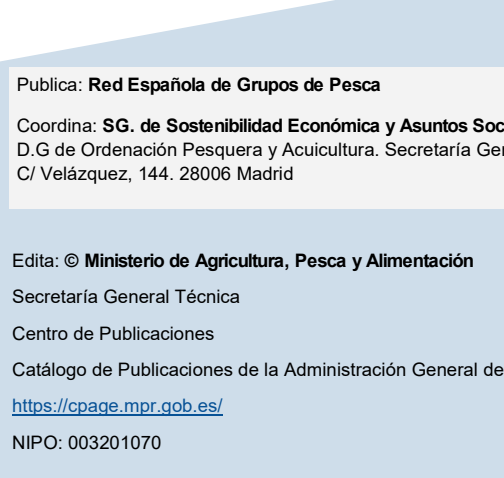 Publica: Red Española de Grupos de Pesca
Coordina: SG. de Sostenibilidad Económica y Asuntos
D.G de Ordenación Pesquera y Acuicultura. Secretaría
C/ Velázquez, 144. 28006 Madrid
Edita: © Ministerio de Agricultura, Pesca y Alimentación
Secretaría General Técnica
Centro de Publicaciones
Catálogo de Publicaciones de la Administración General de
https://cpage.mpr.gob.es/
NIPO: 003201070